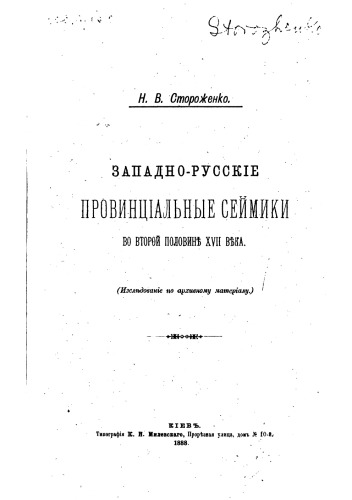 Storozhenko
Н. В. Стороженко.
ЗАПАДНО-РУССКІЕ
ПРОВИНЦІАЛЬНЫЕ СЕЙМИКИ
ВО ВТОРОЙ ПОЛОВИНѢ XVII ВѢКА.
(Изслѣдованіе по архивному матеріалу.)
КІЕВЪ.
Типографія К. Н. Милевскаго, Прорѣзная улица, домъ № 10-й.
1888.